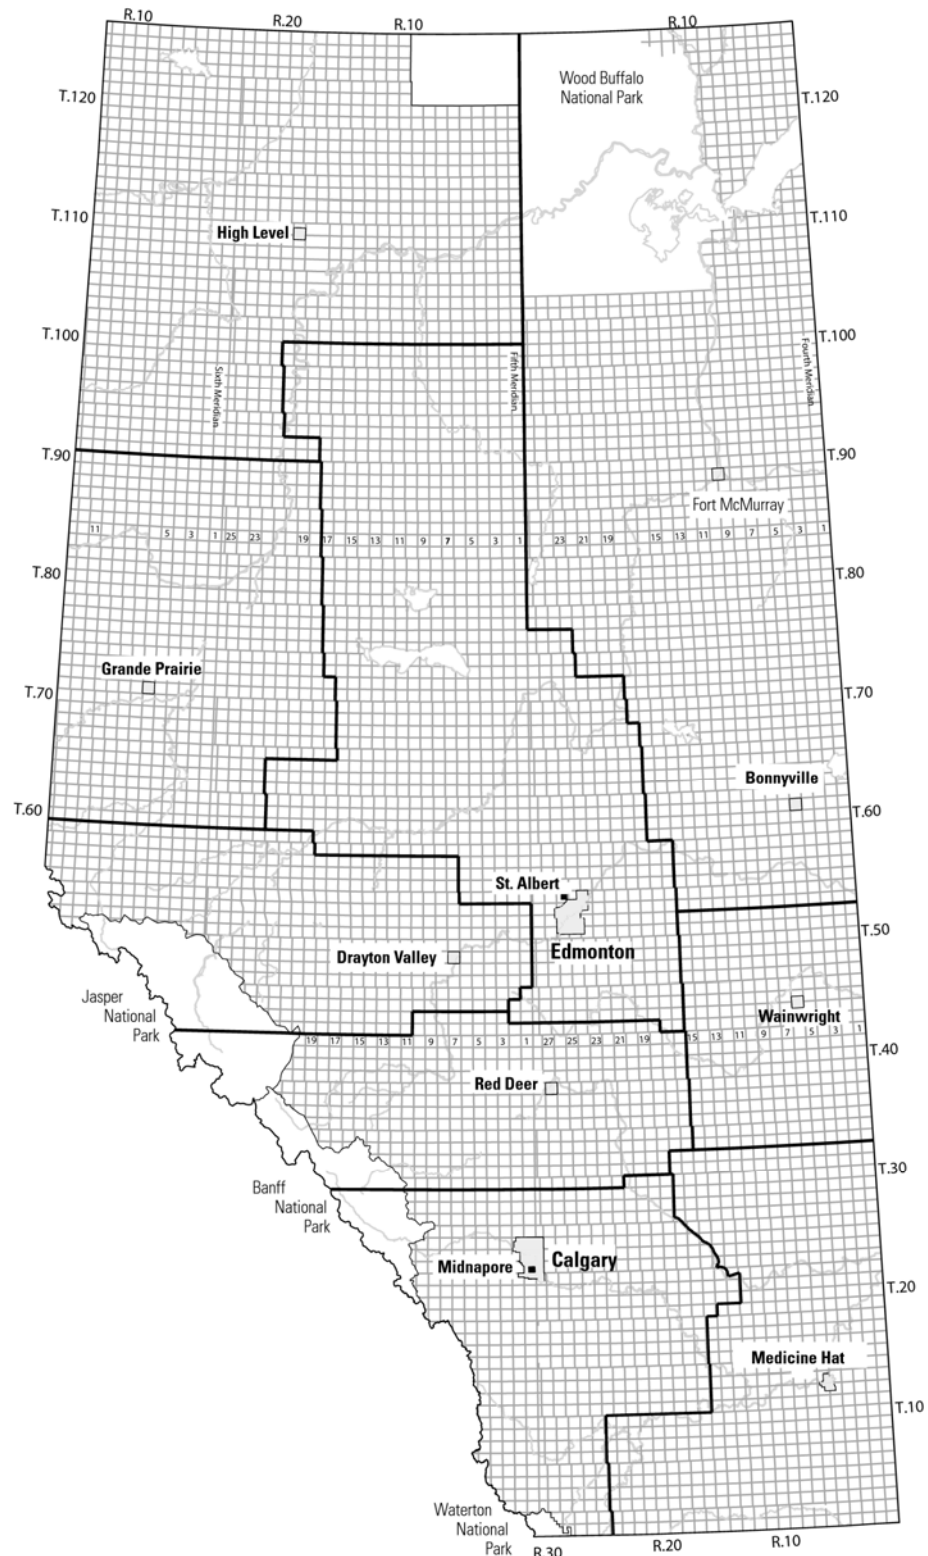 R.10
R.20
R.10
R.10
Wood Buffalo
National Park
T.120
T.120
T.110
T.110
High Level
T.100
T.100
Sixth Meridian
Fifth Meridian
Fourth Meridian
T.90
T.90
Fort McMurray
11 5 3 1 25 23 19 17 15 13 11 9 7 5 3 1 23 21 19 15 13 11 9 7 5 3 1
T.80
T.80
Grande Prairie
T.70
T.70
Bonnyville
T.60
T.60
St. Albert
Edmonton
T.50
Drayton Valley
Jasper
National
Park
Wainwright
19 17 15 13 11 9 7 5 3 1 27 25 23 21 19 15 13 11 9 7 5 3 1
T.40
Red Deer
T.30
Banff
National
Park
Midnapore
Calgary
T.20
Medicine Hat
T.10
Waterton
National
Park
R.30
R.20
R.10